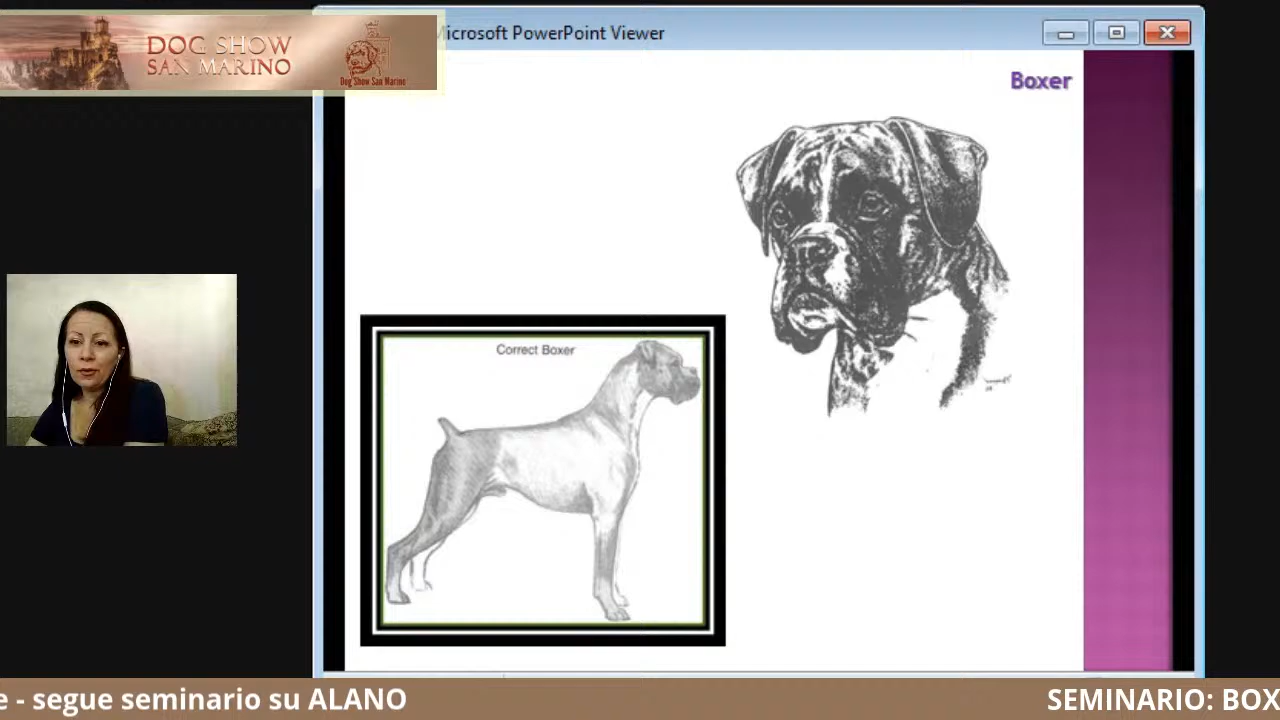 DOG SHOW
SAN MARINO
Dog Show San Marino
icrosoft PowerPoint Viewer
Boxer
Correct Boxer
e - segue seminario su ALANO
SEMINARIO: BOX